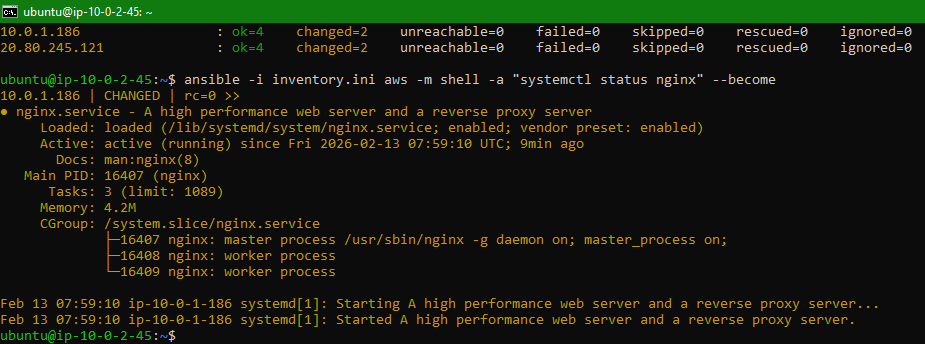 ubuntu@ip-10-0-2-45: ~
10.0.1.186                 : ok=4    changed=2    unreachable=0    failed=0    skipped=0    rescued=0    ignored=0
20.80.245.121              : ok=4    changed=2    unreachable=0    failed=0    skipped=0    rescued=0    ignored=0
ubuntu@ip-10-0-2-45:~$ ansible -i inventory.ini aws -m shell -a "systemctl status nginx" --become
10.0.1.186 | CHANGED | rc=0 >>
● nginx.service - A high performance web server and a reverse proxy server
     Loaded: loaded (/lib/systemd/system/nginx.service; enabled; vendor preset: enabled)
     Active: active (running) since Fri 2026-02-13 07:59:10 UTC; 9min ago
       Docs: man:nginx(8)
   Main PID: 16407 (nginx)
      Tasks: 3 (limit: 1089)
     Memory: 4.2M
     CGroup: /system.slice/nginx.service
             ├─16407 nginx: master process /usr/sbin/nginx -g daemon on; master_process on;
             ├─16408 nginx: worker process
             └─16409 nginx: worker process
Feb 13 07:59:10 ip-10-0-1-186 systemd[1]: Starting A high performance web server and a reverse proxy server...
Feb 13 07:59:10 ip-10-0-1-186 systemd[1]: Started A high performance web server and a reverse proxy server.
ubuntu@ip-10-0-2-45:~$